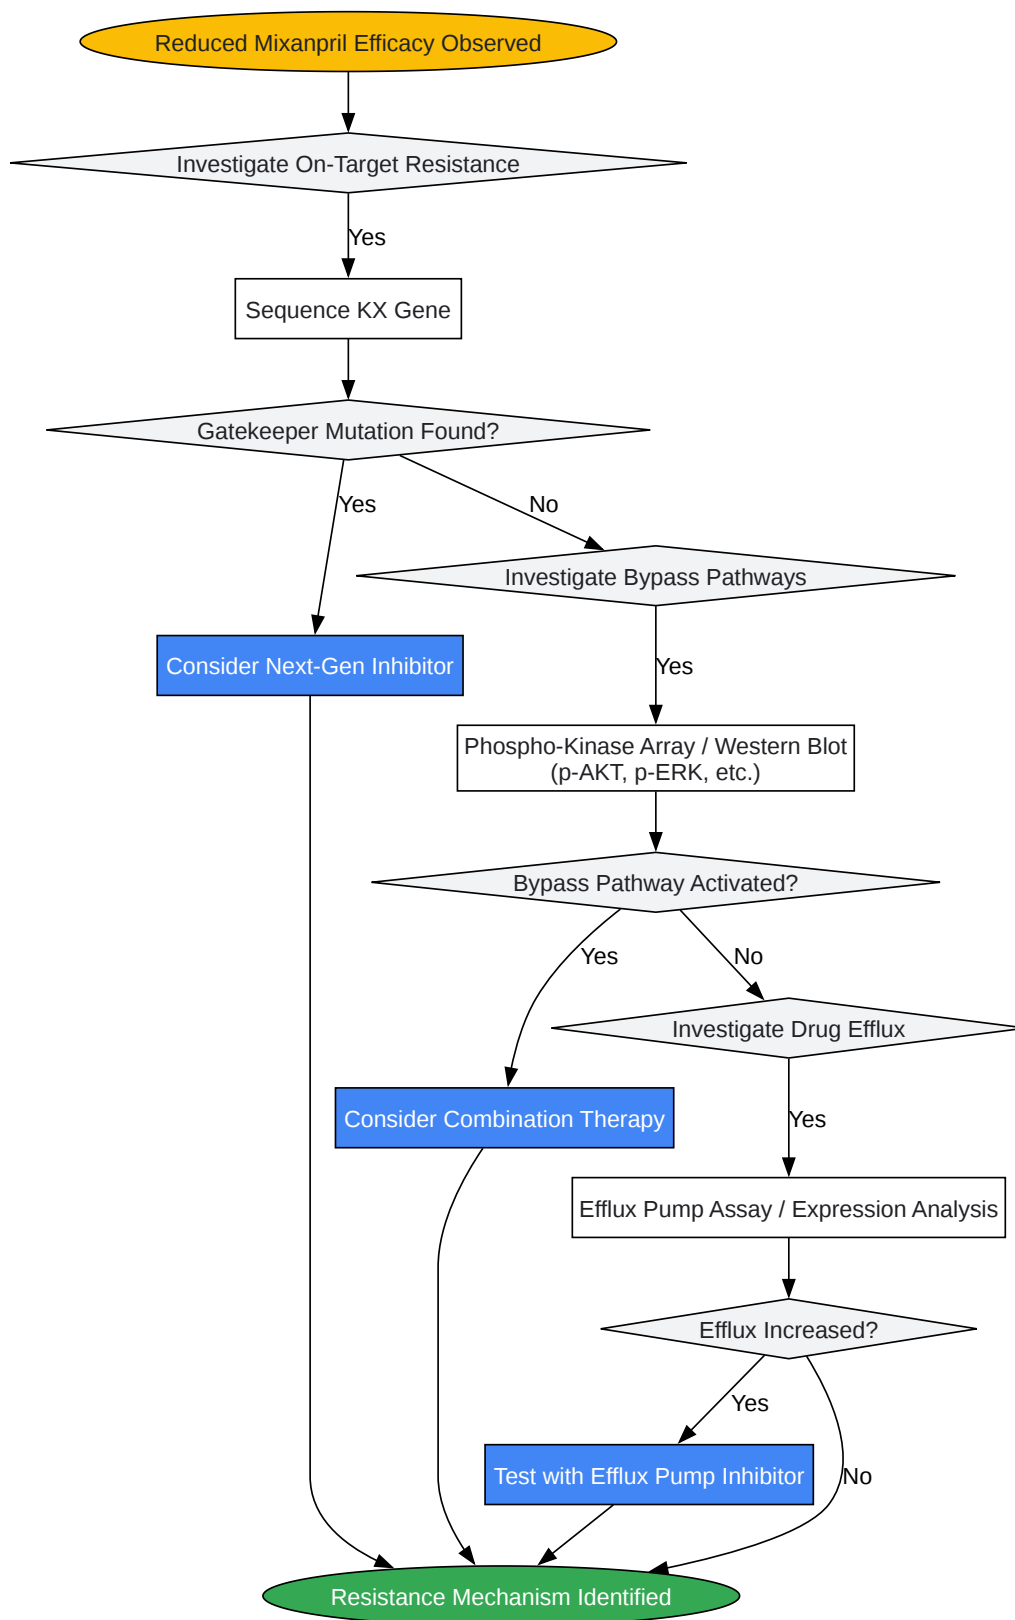 Reduced Mixanpril Efficacy Observed
Investigate On-Target Resistance
Yes
Sequence KX Gene
Gatekeeper Mutation Found?
Yes
No
Investigate Bypass Pathways
Consider Next-Gen Inhibitor
Yes
Phospho-Kinase Array / Western Blot
(p-AKT, p-ERK, etc.)
Bypass Pathway Activated?
Yes
No
Investigate Drug Efflux
Consider Combination Therapy
Yes
Efflux Pump Assay / Expression Analysis
Efflux Increased?
Yes
No
Test with Efflux Pump Inhibitor
Resistance Mechanism Identified